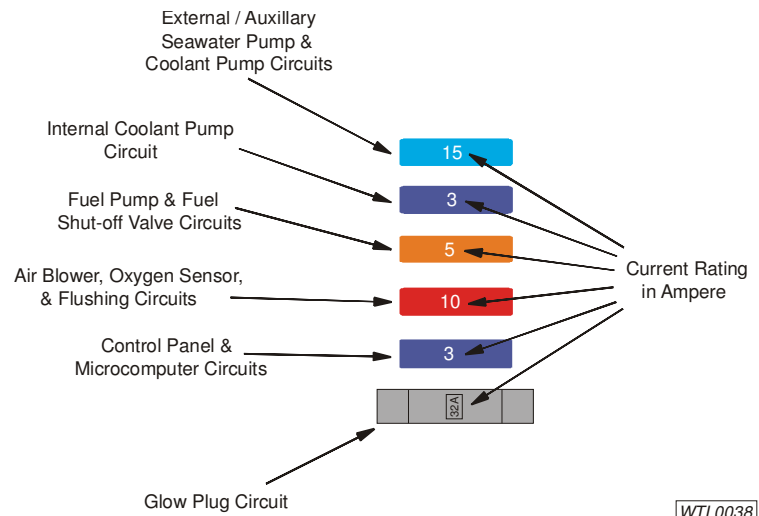 External / Auxillary
Seawater Pump &
Coolant Pump Circuits
15
Internal Coolant Pump
Circuit
3
Fuel Pump & Fuel
Shut-off Valve Circuits
5
Air Blower, Oxygen Sensor,
& Flushing Circuits
10
Current Rating
in Ampere
Control Panel &
Microcomputer Circuits
3
32A
Glow Plug Circuit
WTL0038